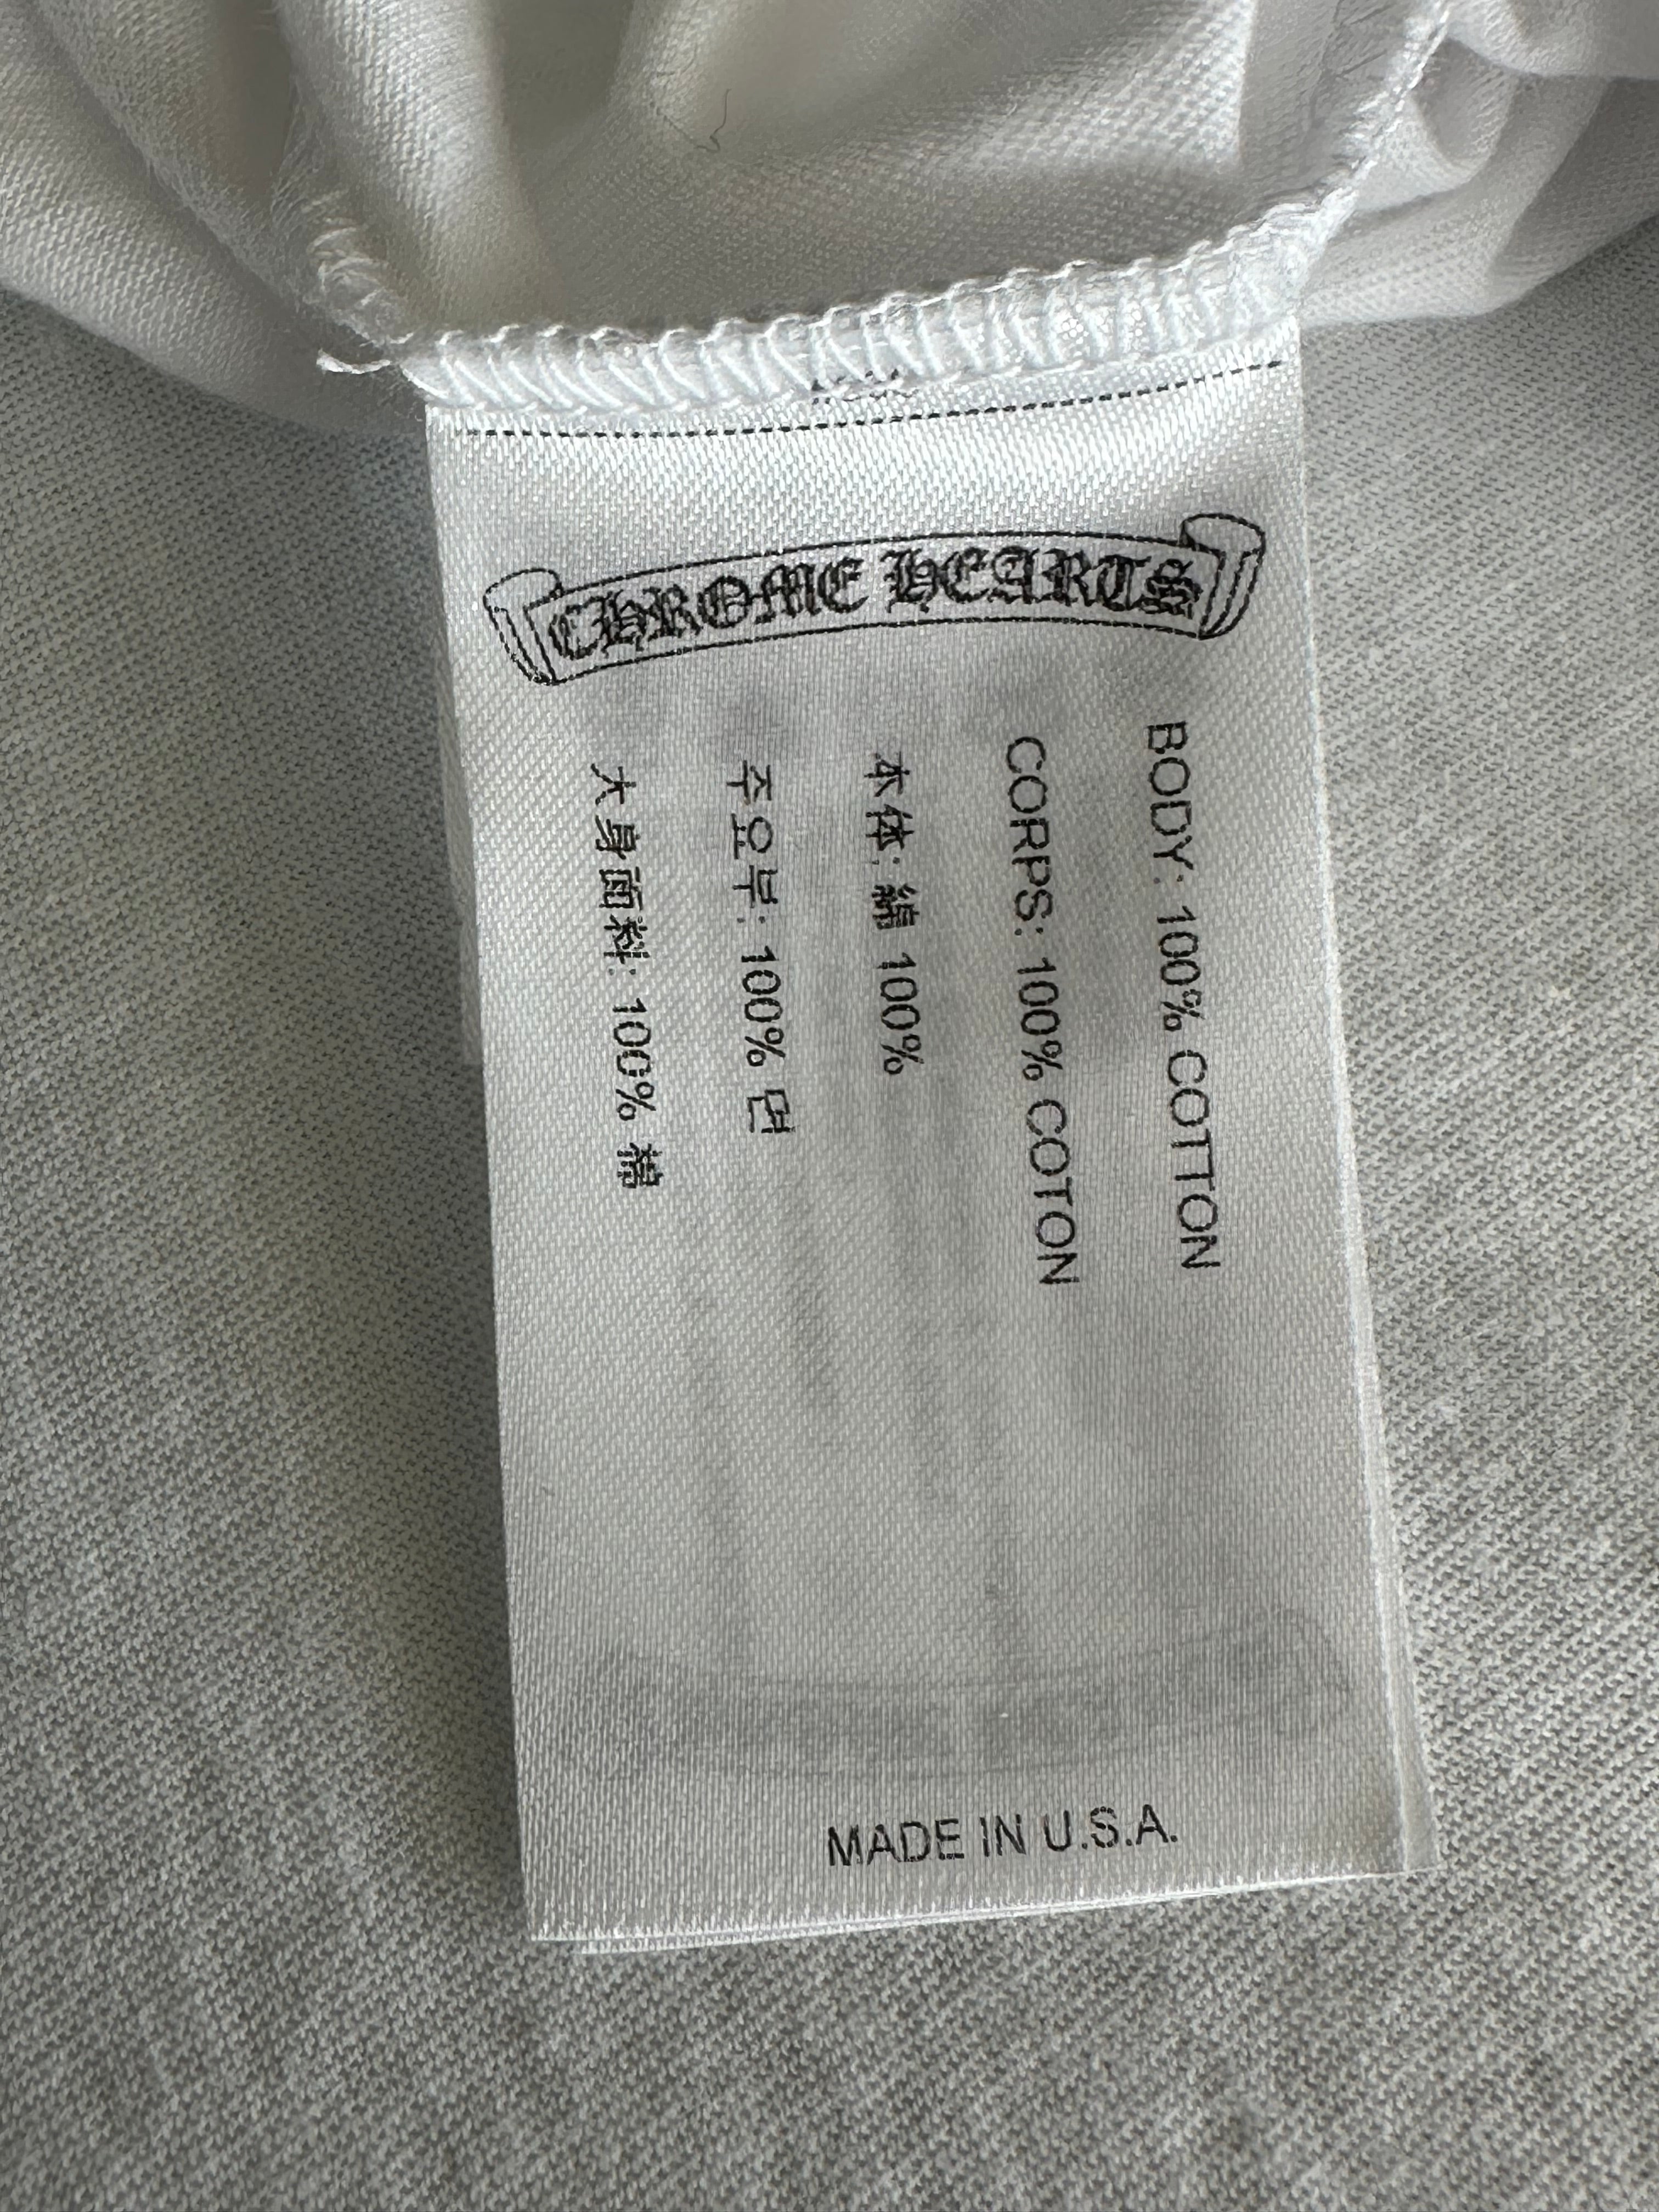 CHROME HEARTS
BODY: 100% COTTON
CORPS: 100% COTON
本体: 綿 100%
주요부: 100% 면
大身面料: 100% 棉
MADE IN U.S.A.